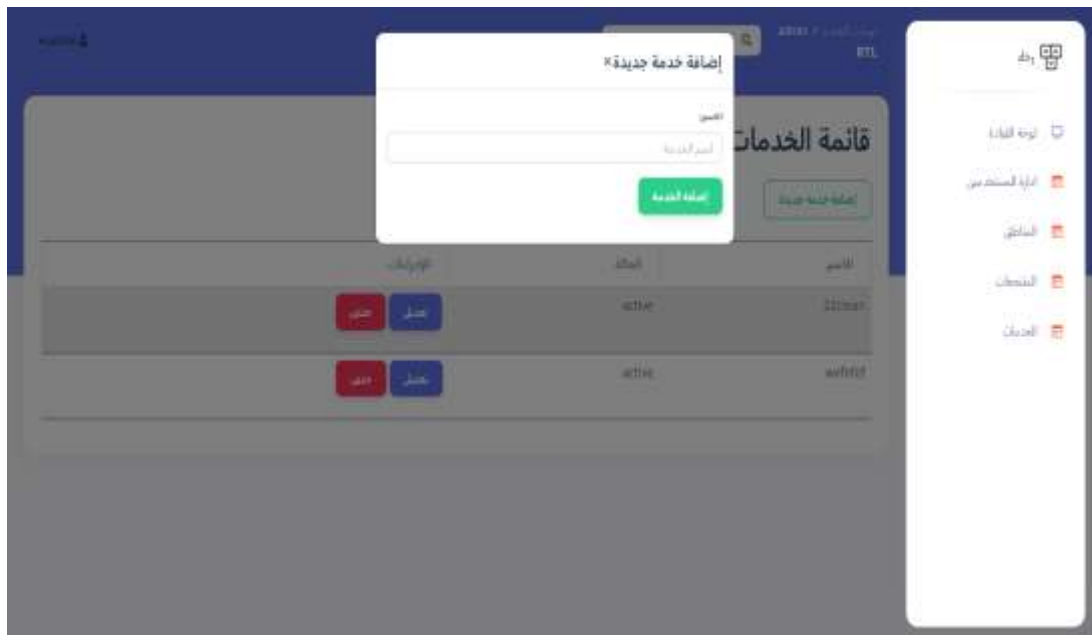 لوحة القيادة
ادارة المستخدمين
المناطق
المنتجات
الخدمات
RTL
إضافة خدمة جديدة ×
الاسم
اسم الخدمة
إضافة الخدمة
قائمة الخدمات
إضافة خدمة جديدة
الاسم
الحالة
الإجراءات
active
تعديل
حذف
active
تعديل
حذف